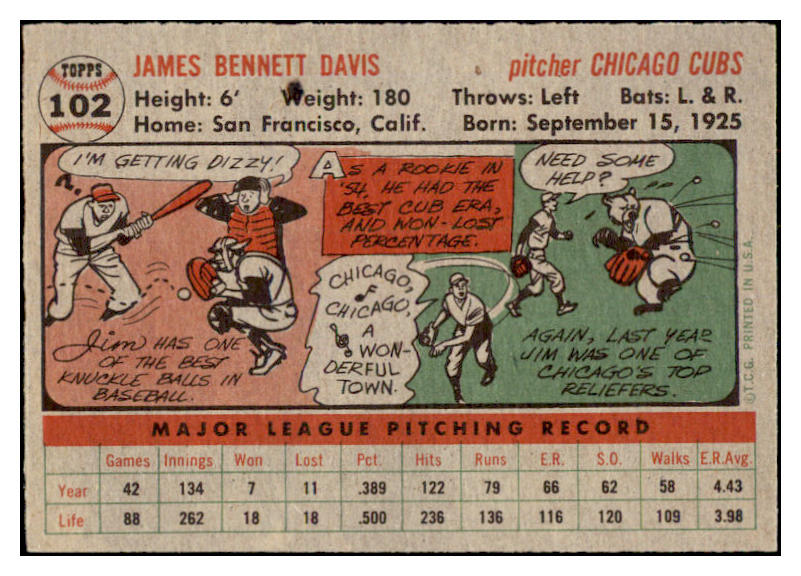 TOPPS
102
JAMES BENNETT DAVIS
pitcher CHICAGO CUBS
Height: 6' Weight: 180 Throws: Left Bats: L. & R.
Home: San Francisco, Calif. Born: September 15, 1925
I'M GETTING DIZZY!
Jim HAS ONE
OF THE BEST
KNUCKLE BALLS IN
BASEBALL.
AS A ROOKIE IN
'54, HE HAD THE
BEST CUB ERA,
AND WON-LOST
PERCENTAGE.
CHICAGO,
CHICAGO,
A
WON-
DERFUL
TOWN.
NEED SOME
HELP?
AGAIN, LAST YEAR
JIM WAS ONE OF
CHICAGO'S TOP
RELIEFERS.
©T.C.G. PRINTED IN U.S.A.
MAJOR LEAGUE PITCHING RECORD
Games Innings Won Lost Pct. Hits Runs E.R. S.O. Walks E.R.Avg.
Year 42 134 7 11 .389 122 79 66 62 58 4.43
Life 88 262 18 18 .500 236 136 116 120 109 3.98